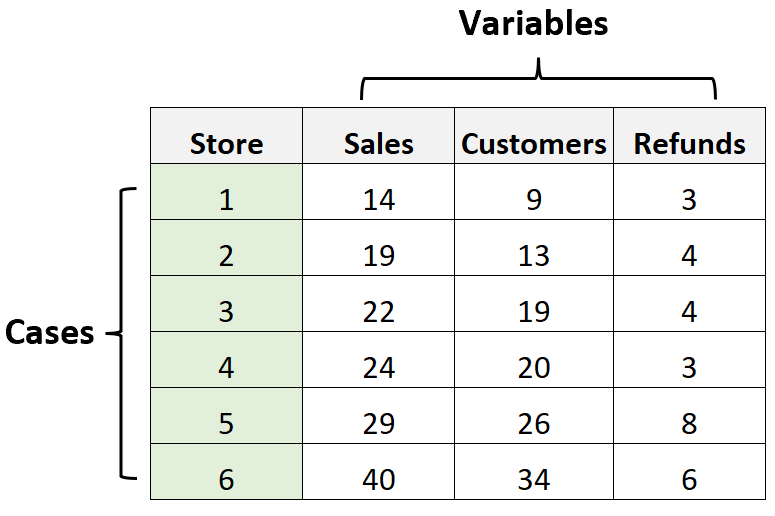 Variables
Store Sales Customers Refunds
1 14 9 3
2 19 13 4
3 22 19 4
Cases
4 24 20 3
5 29 26 8
6 40 34 6